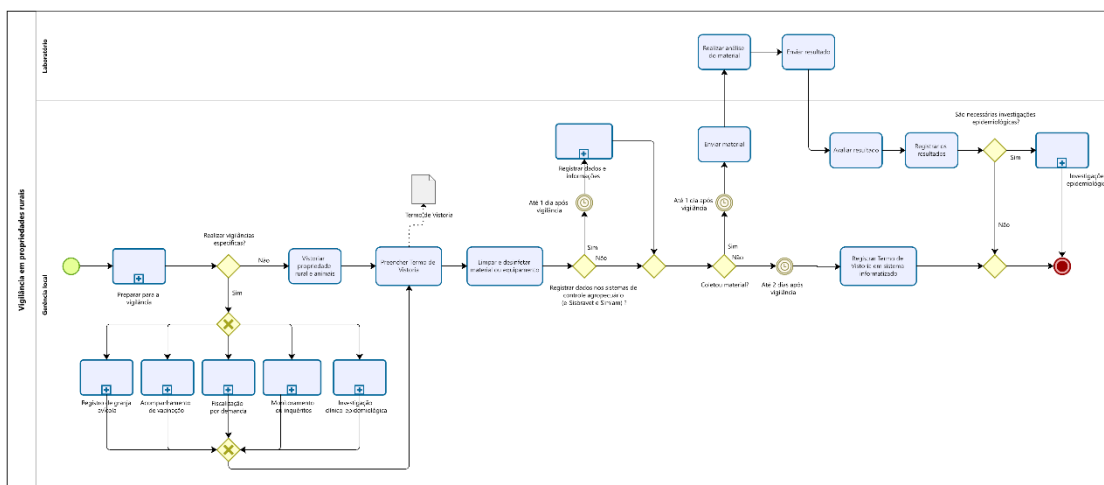 Vigilância em propriedades rurais
Laboratório
Gerência local
Realizar análise
do material
Enviar resultado
São necessárias investigações
epidemiológicas?
Enviar material
Avaliar resultado
Registrar os
resultados
Sim
Investigaçõe
epidemiológic
Registrar dados e
informações
Até 1 dia após
vigilância
Até 1 dia após
vigilância
Termo de Vistoria
Não
Realizar vigilâncias
específicas?
Sim
Sim
Preparar para a
vigilância
Não
Vistoriar
propriedade
rural e animais
Preencher Termo de
Vistoria
Limpar e desinfetar
material ou equipamento
Não
Não
Registrar Termo de
Vistoria em sistema
informatizado
Registrar dados nos sistemas de
controle agropecuário
Coletou material?
Até 2 dias após
vigilância
Sim
Registro de granja
avícola
Acompanhamento
de vacinação
Fiscalização
por demanda
Monitoramento
ou inquéritos
Investigação
clínica-epidemiológica